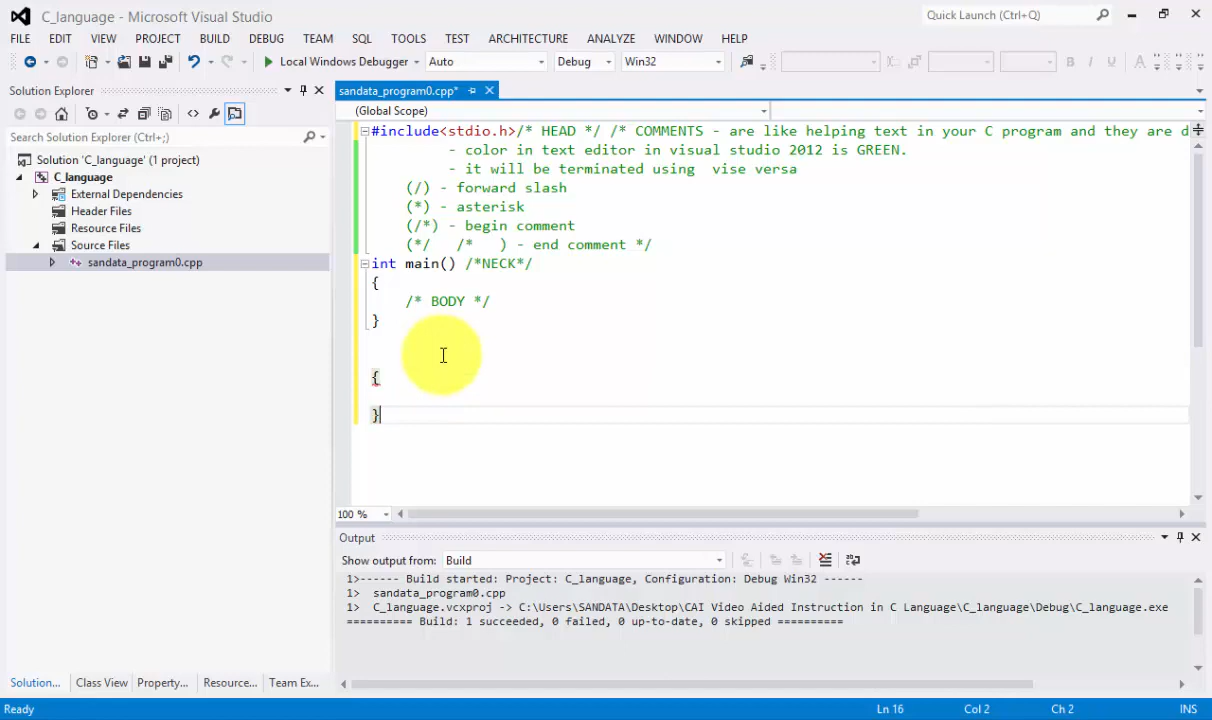 C_language - Microsoft Visual Studio
Quick Launch (Ctrl+Q)
FILE EDIT VIEW PROJECT BUILD DEBUG TEAM SQL TOOLS TEST ARCHITECTURE ANALYZE WINDOW HELP
Local Windows Debugger Auto Debug Win32
Solution Explorer
sandata_program0.cpp*
(Global Scope)
Search Solution Explorer (Ctrl+;)
Solution 'C_language' (1 project)
C_language
External Dependencies
Header Files
Resource Files
Source Files
sandata_program0.cpp
#include<stdio.h>/* HEAD */ /* COMMENTS - are like helping text in your C program and they are d
- color in text editor in visual studio 2012 is GREEN.
- it will be terminated using  vise versa
(/) - forward slash
(*) - asterisk
(/*) - begin comment
(*/   /*   ) - end comment */
int main() /*NECK*/
{
/* BODY */
}
{
}
100 %
Output
Show output from: Build
1>------ Build started: Project: C_language, Configuration: Debug Win32 ------
1>  sandata_program0.cpp
1>  C_language.vcxproj -> C:\Users\SANDATA\Desktop\CAI Video Aided Instruction in C Language\C_language\Debug\C_language.exe
========== Build: 1 succeeded, 0 failed, 0 up-to-date, 0 skipped ==========
Solution... Class View Property... Resource... Team Ex...
Ready
Ln 16 Col 2 Ch 2 INS